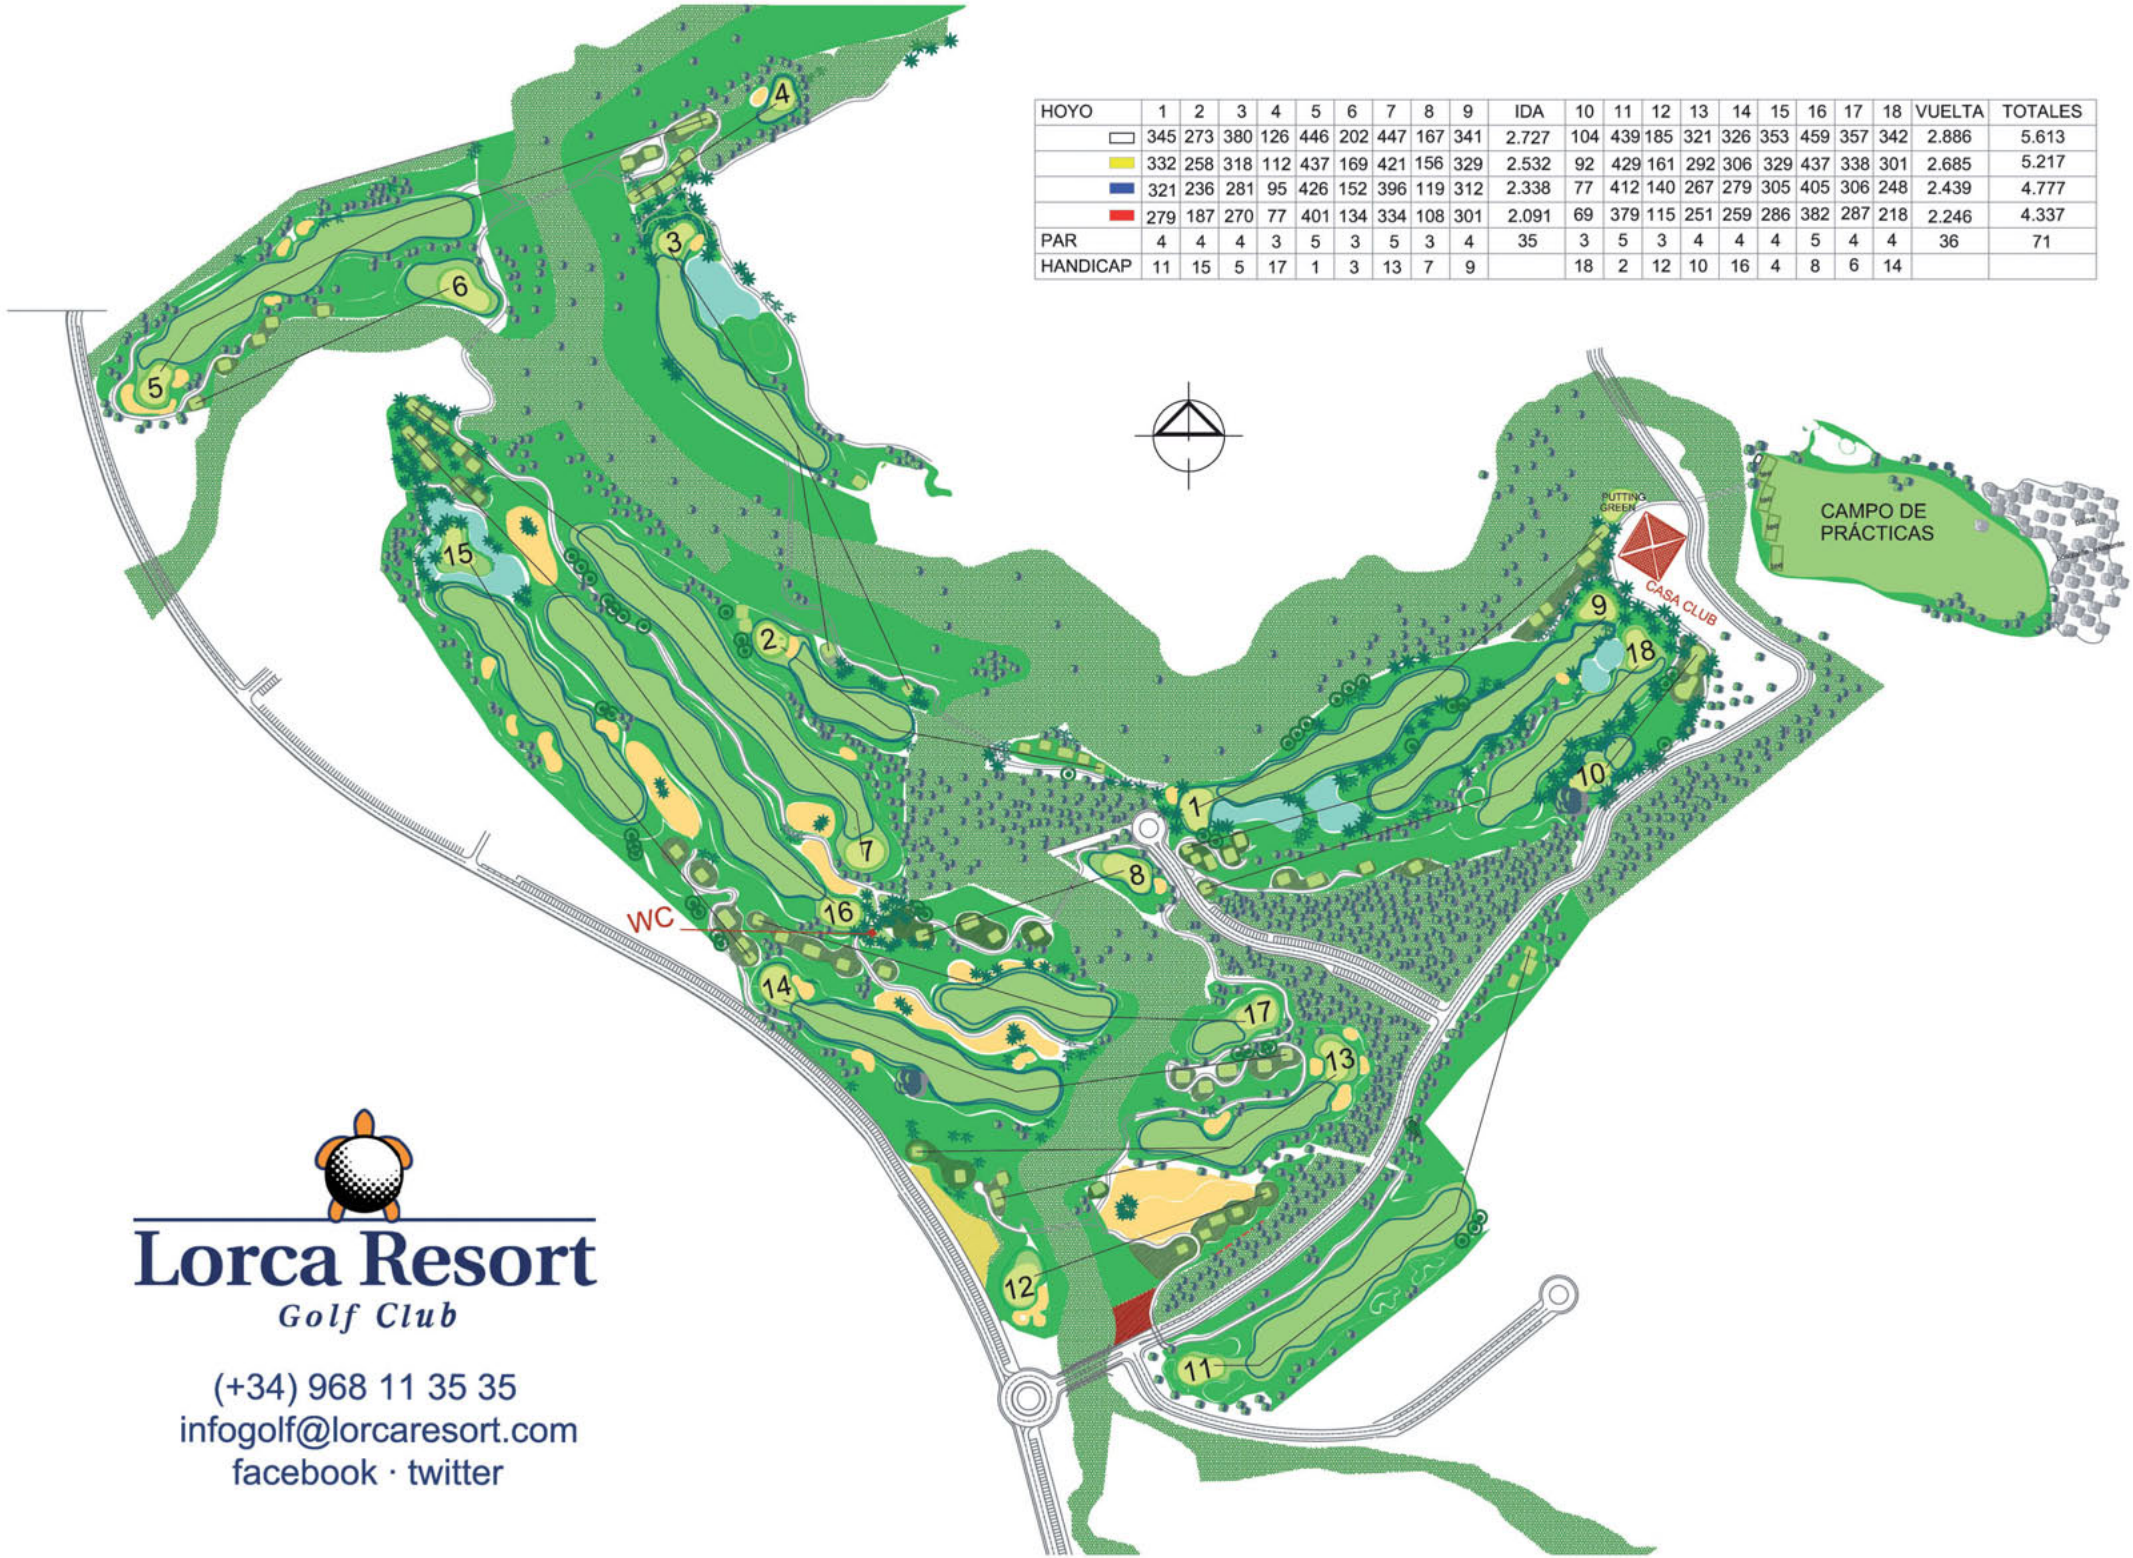 HOYO 1 2 3 4 5 6 7 8 9 IDA 10 11 12 13 14 15 16 17 18 VUELTA TOTALES
345 273 380 126 446 202 447 167 341 2.727 104 439 185 321 326 353 459 357 342 2.886 5.613
332 258 318 112 437 169 421 156 329 2.532 92 429 161 292 306 329 437 338 301 2.685 5.217
321 236 281 95 426 152 396 119 312 2.338 77 412 140 267 279 305 405 306 248 2.439 4.777
279 187 270 77 401 134 334 108 301 2.091 69 379 115 251 259 286 382 287 218 2.246 4.337
PAR 4 4 4 3 5 3 5 3 4 35 3 5 3 4 4 4 5 4 4 36 71
HANDICAP 11 15 5 17 1 3 13 7 9 18 2 12 10 16 4 8 6 14
4
3
6
5
PUTTING
GREEN
CAMPO DE
PRÁCTICAS
CASA CLUB
15
9
2
18
10
1
7
8
16
WC
14
17
13
12
11
Lorca Resort
Golf Club
(+34) 968 11 35 35
infogolf@lorcaresort.com
facebook · twitter